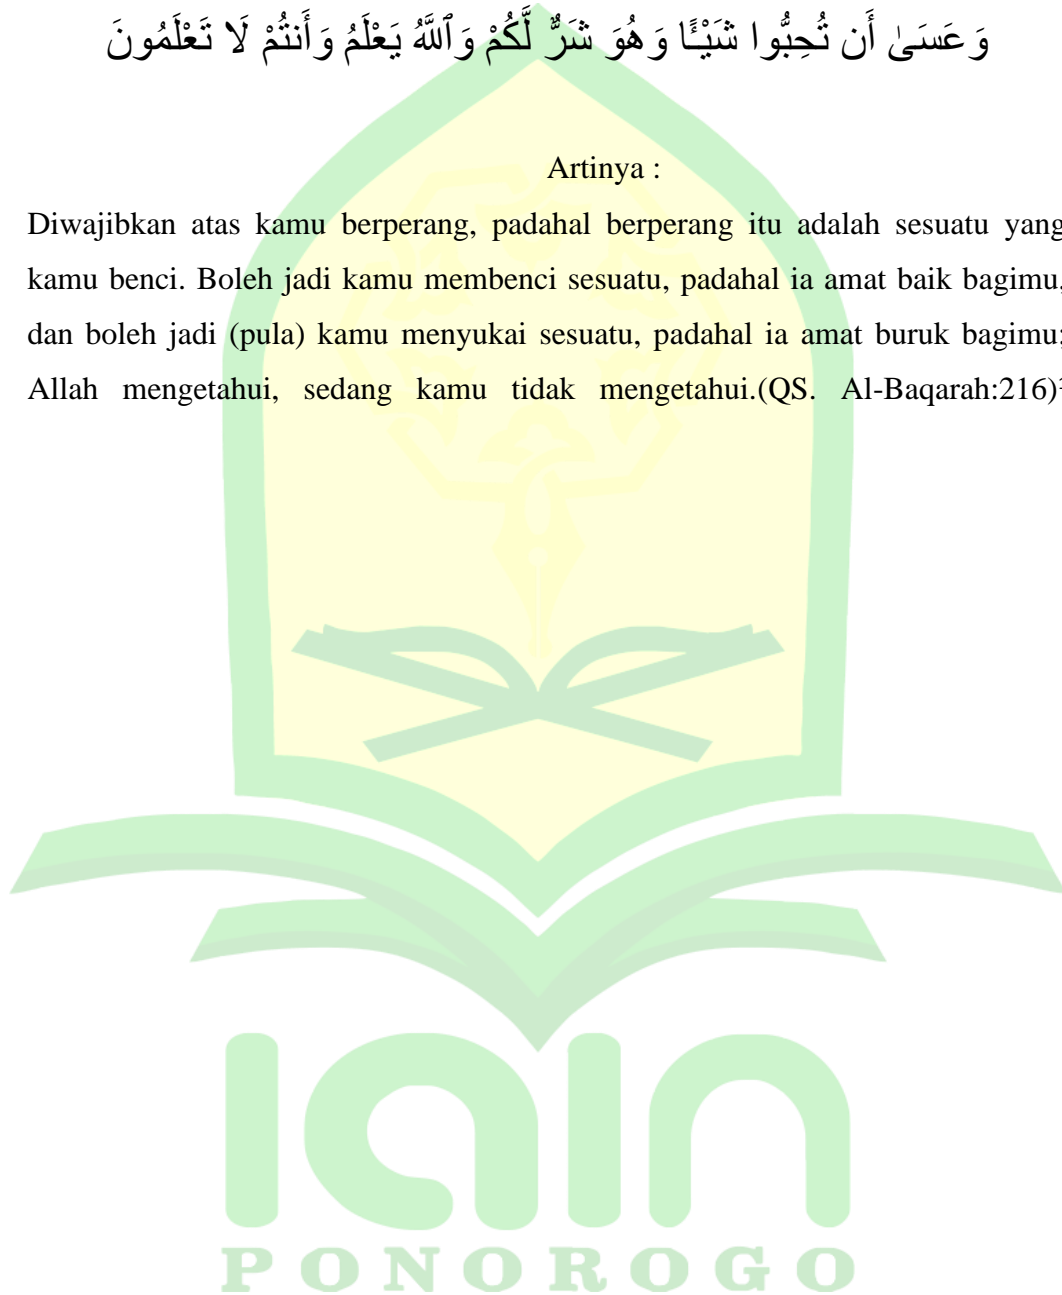 وَعَسَىٰ أَن تُحِبُّوا شَيْـًٔا وَهُوَ شَرٌّ لَّكُمْ وَٱللَّهُ يَعْلَمُ وَأَنتُمْ لَا تَعْلَمُونَ
Artinya :
Diwajibkan atas kamu berperang, padahal berperang itu adalah sesuatu yang
kamu benci. Boleh jadi kamu membenci sesuatu, padahal ia amat baik bagimu,
dan boleh jadi (pula) kamu menyukai sesuatu, padahal ia amat buruk bagimu;
Allah mengetahui, sedang kamu tidak mengetahui.(QS. Al-Baqarah:216)
iain
PONOROGO